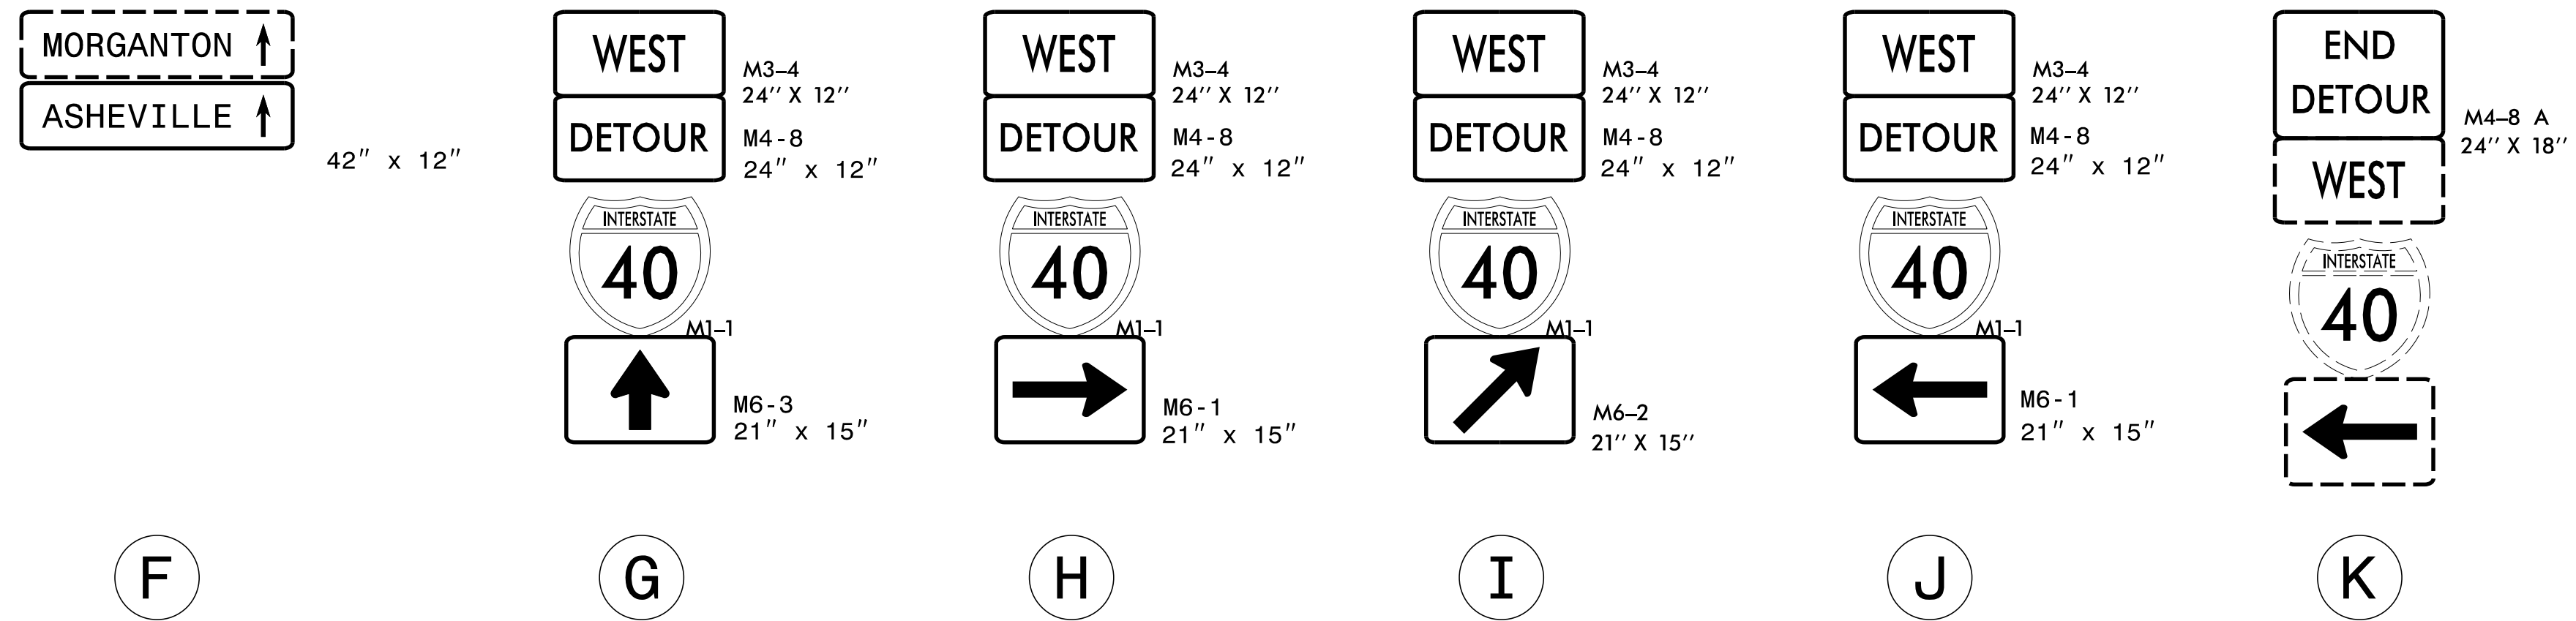 MORGANTON ↑
ASHEVILLE ↑
42" x 12"
F
WEST
M3-4
24" X 12"
DETOUR
M4-8
24" x 12"
INTERSTATE
40
M1-1
M6-3
21" x 15"
G
WEST
M3-4
24" X 12"
DETOUR
M4-8
24" x 12"
INTERSTATE
40
M1-1
M6-1
21" x 15"
H
WEST
M3-4
24" X 12"
DETOUR
M4-8
24" x 12"
INTERSTATE
40
M1-1
M6-2
21" X 15"
I
WEST
M3-4
24" X 12"
DETOUR
M4-8
24" x 12"
INTERSTATE
40
M1-1
M6-1
21" x 15"
J
END
DETOUR
M4-8 A
24" X 18"
WEST
INTERSTATE
40
K